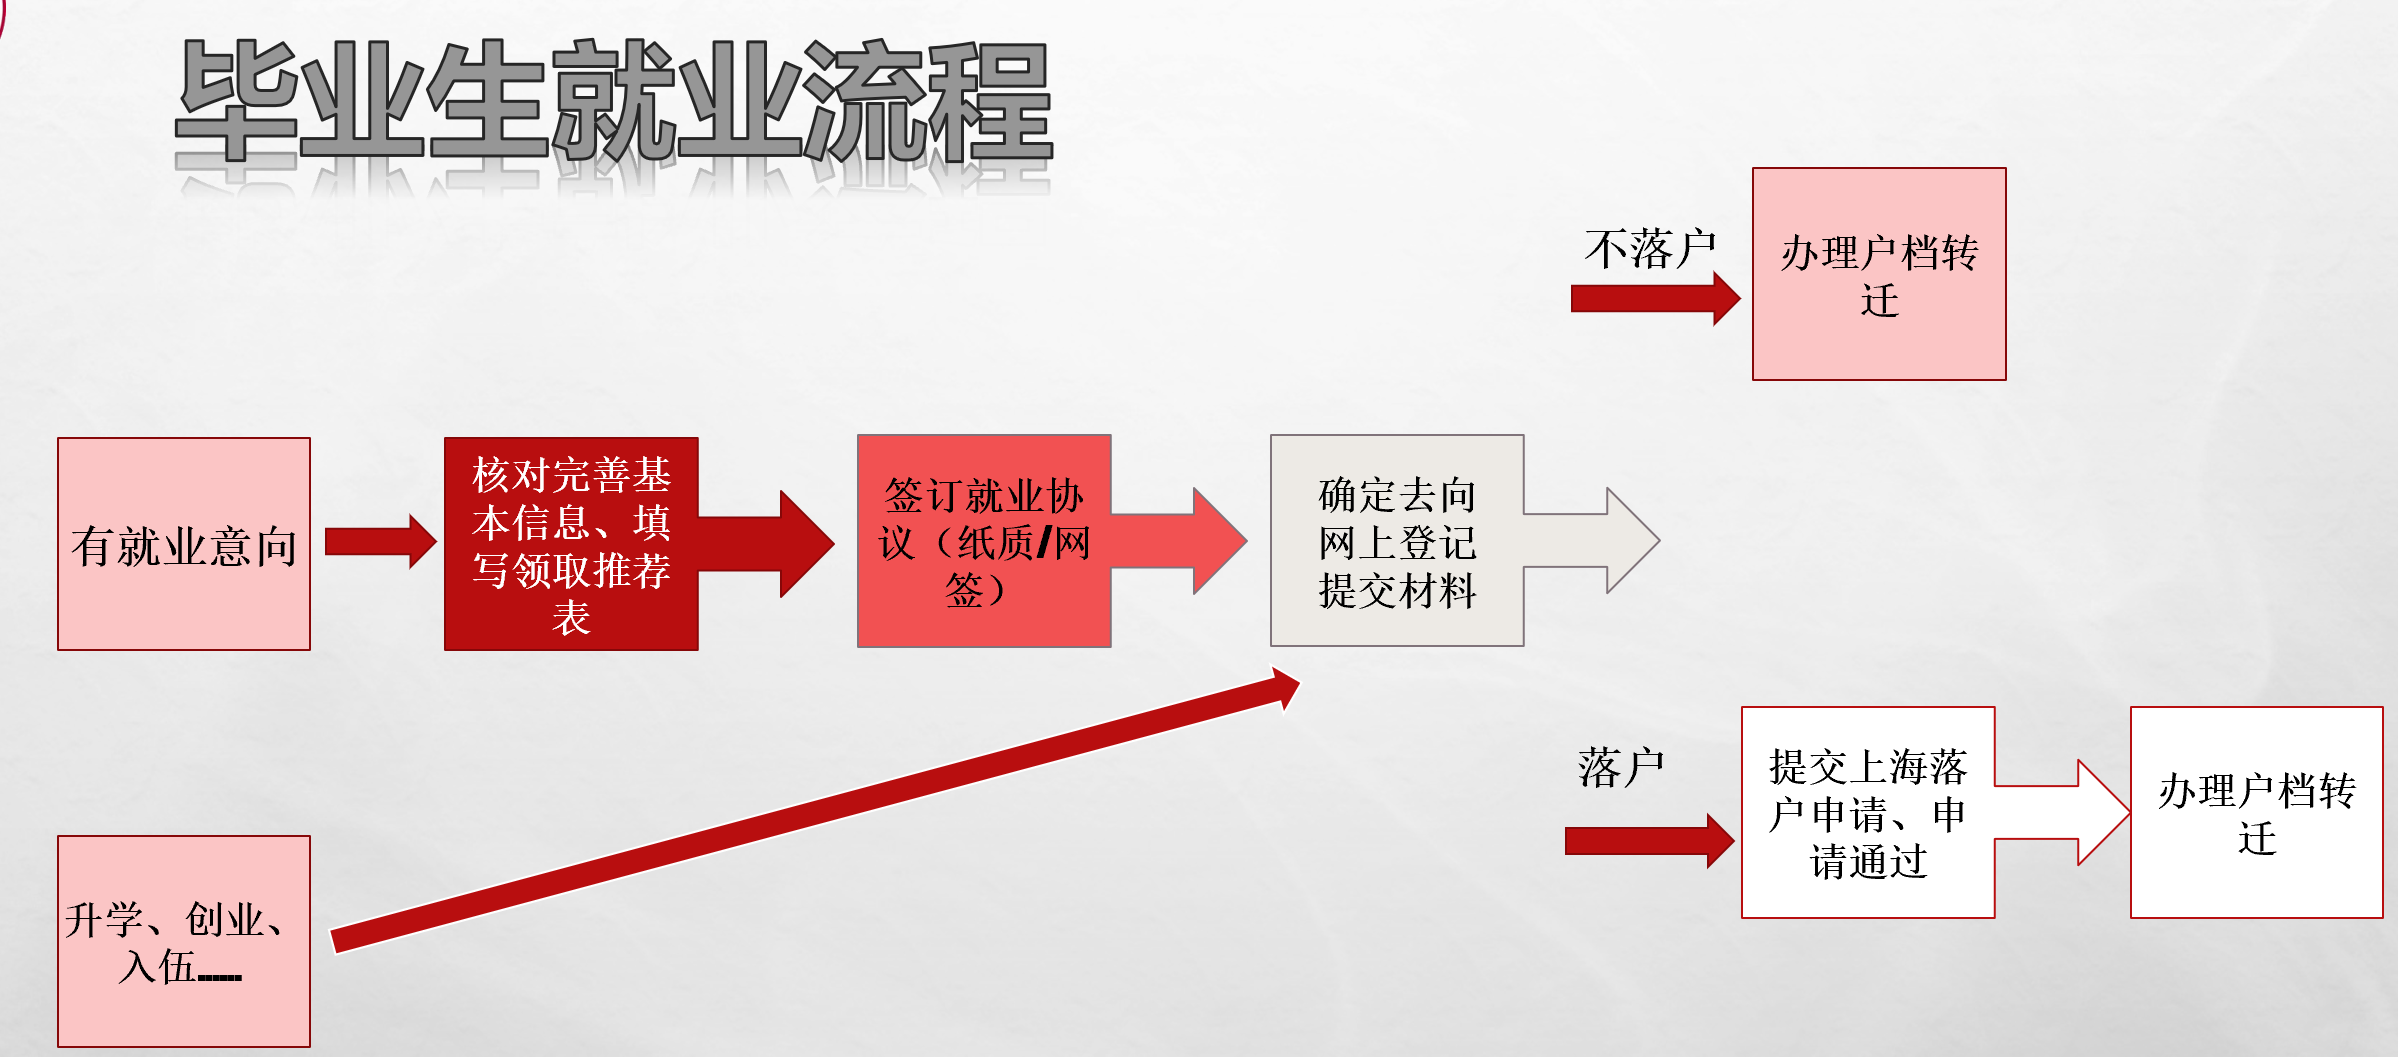 毕业生就业流程
不落户
办理户档转
迁
有就业意向
核对完善基
本信息、填
写领取推荐
表
签订就业协
议（纸质/网
签）
确定去向
网上登记
提交材料
落户
提交上海落
户申请、申
请通过
办理户档转
迁
升学、创业、
入伍……